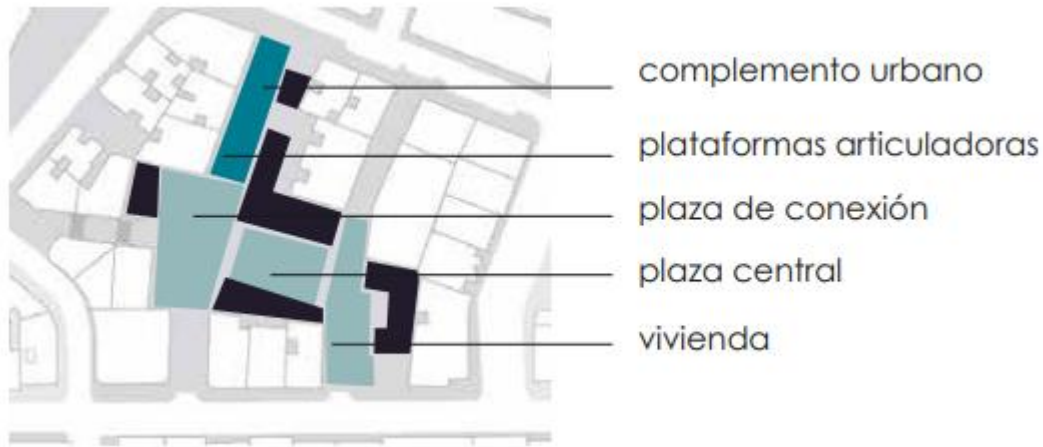 complemento urbano
plataformas articuladoras
plaza de conexión
plaza central
vivienda